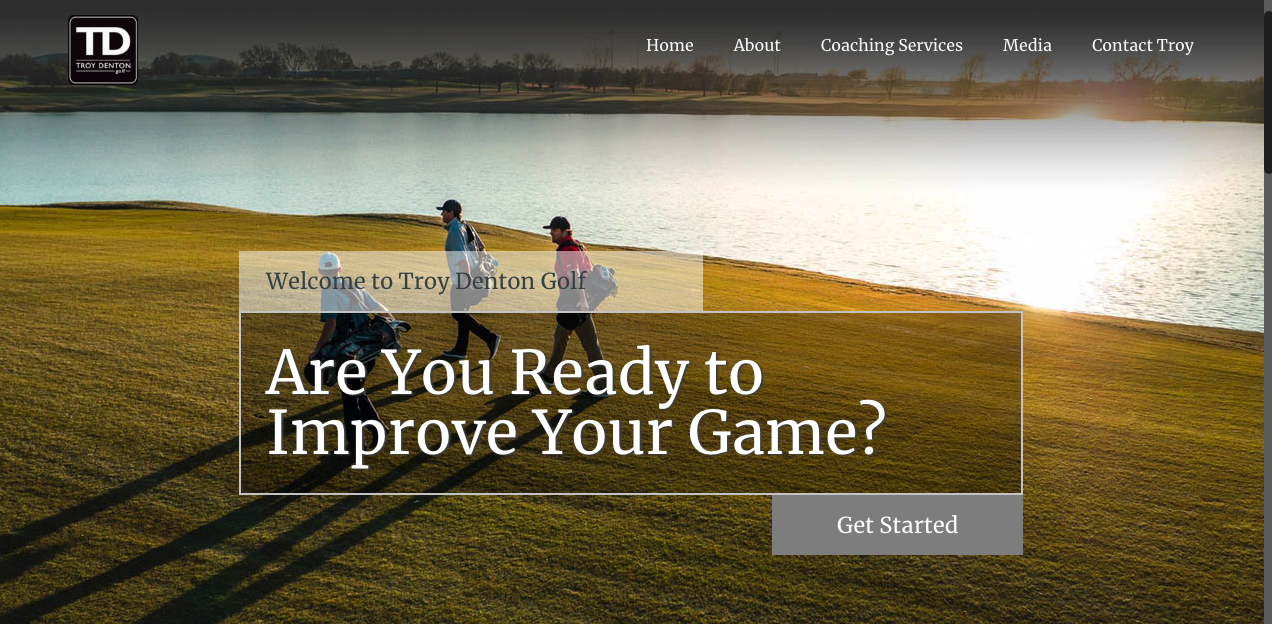 TD
TROY DENTON
golf
Home
About
Coaching Services
Media
Contact Troy
Welcome to Troy Denton Golf
Are You Ready to
Improve Your Game?
Get Started